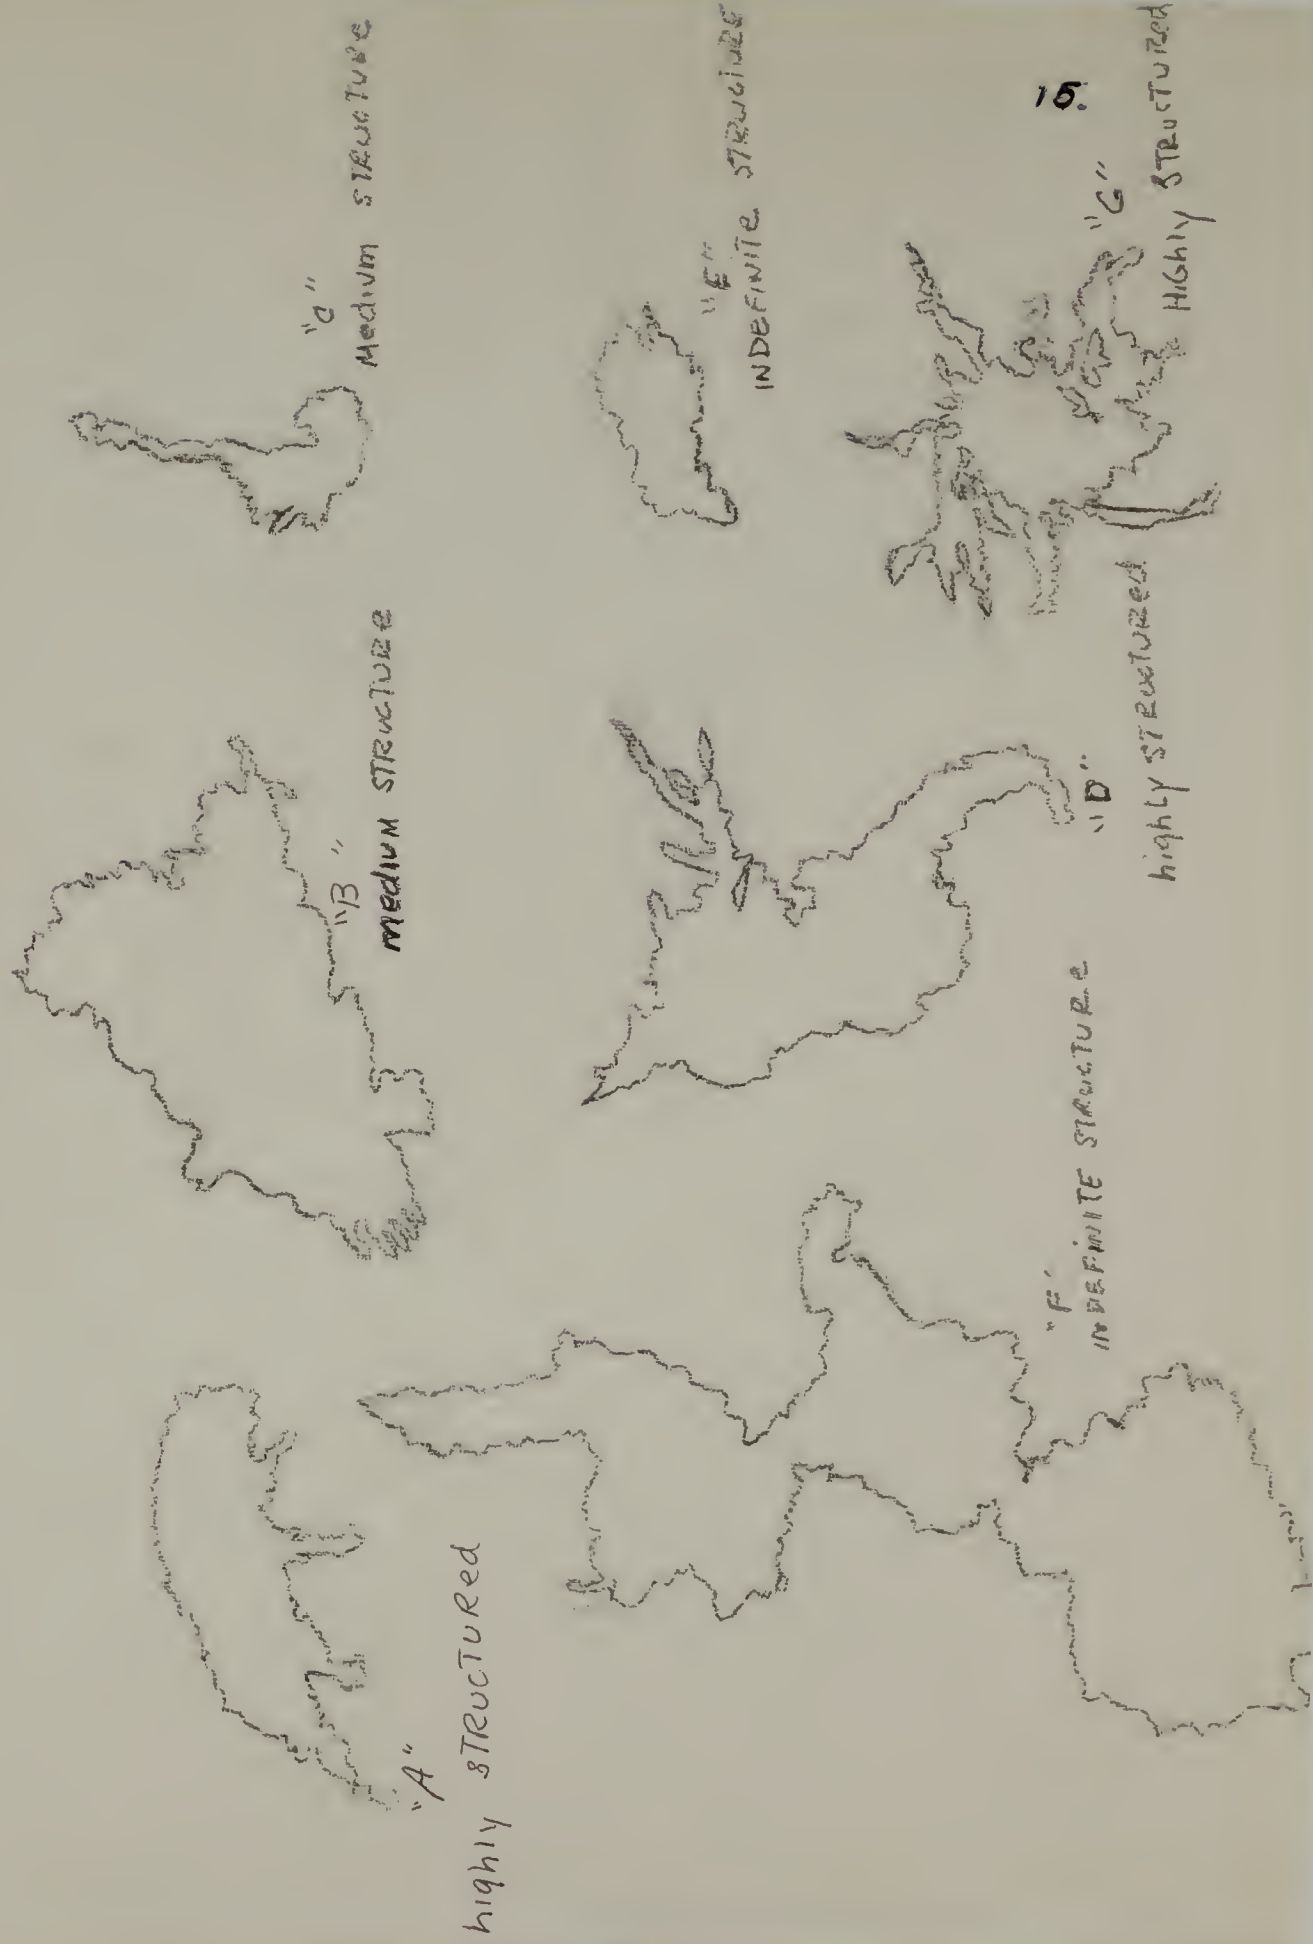 "A"
highly STRUCTURed
"B"
MedIUM STRUCTURe
"C"
Medium STRUCTURe
"D"
highly STRUCTURed
"E"
INDEFINITe STRUCTURE
"F"
INDEFINITE STRUCTURe
"G"
HIGhly STRUCTURed
15.